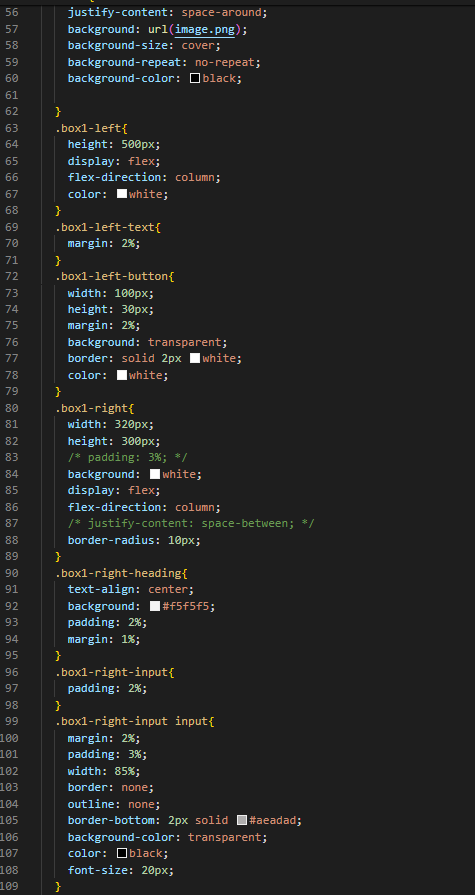 56 justify-content: space-around;
57 background: url(image.png);
58 background-size: cover;
59 background-repeat: no-repeat;
60 background-color: black;
61
62 }
63 .box1-left{
64 height: 500px;
65 display: flex;
66 flex-direction: column;
67 color: white;
68 }
69 .box1-left-text{
70 margin: 2%;
71 }
72 .box1-left-button{
73 width: 100px;
74 height: 30px;
75 margin: 2%;
76 background: transparent;
77 border: solid 2px white;
78 color: white;
79 }
80 .box1-right{
81 width: 320px;
82 height: 300px;
83 /* padding: 3%; */
84 background: white;
85 display: flex;
86 flex-direction: column;
87 /* justify-content: space-between; */
88 border-radius: 10px;
89 }
90 .box1-right-heading{
91 text-align: center;
92 background: #f5f5f5;
93 padding: 2%;
94 margin: 1%;
95 }
96 .box1-right-input{
97 padding: 2%;
98 }
99 .box1-right-input input{
100 margin: 2%;
101 padding: 3%;
102 width: 85%;
103 border: none;
104 outline: none;
105 border-bottom: 2px solid #aeadad;
106 background-color: transparent;
107 color: black;
108 font-size: 20px;
109 }